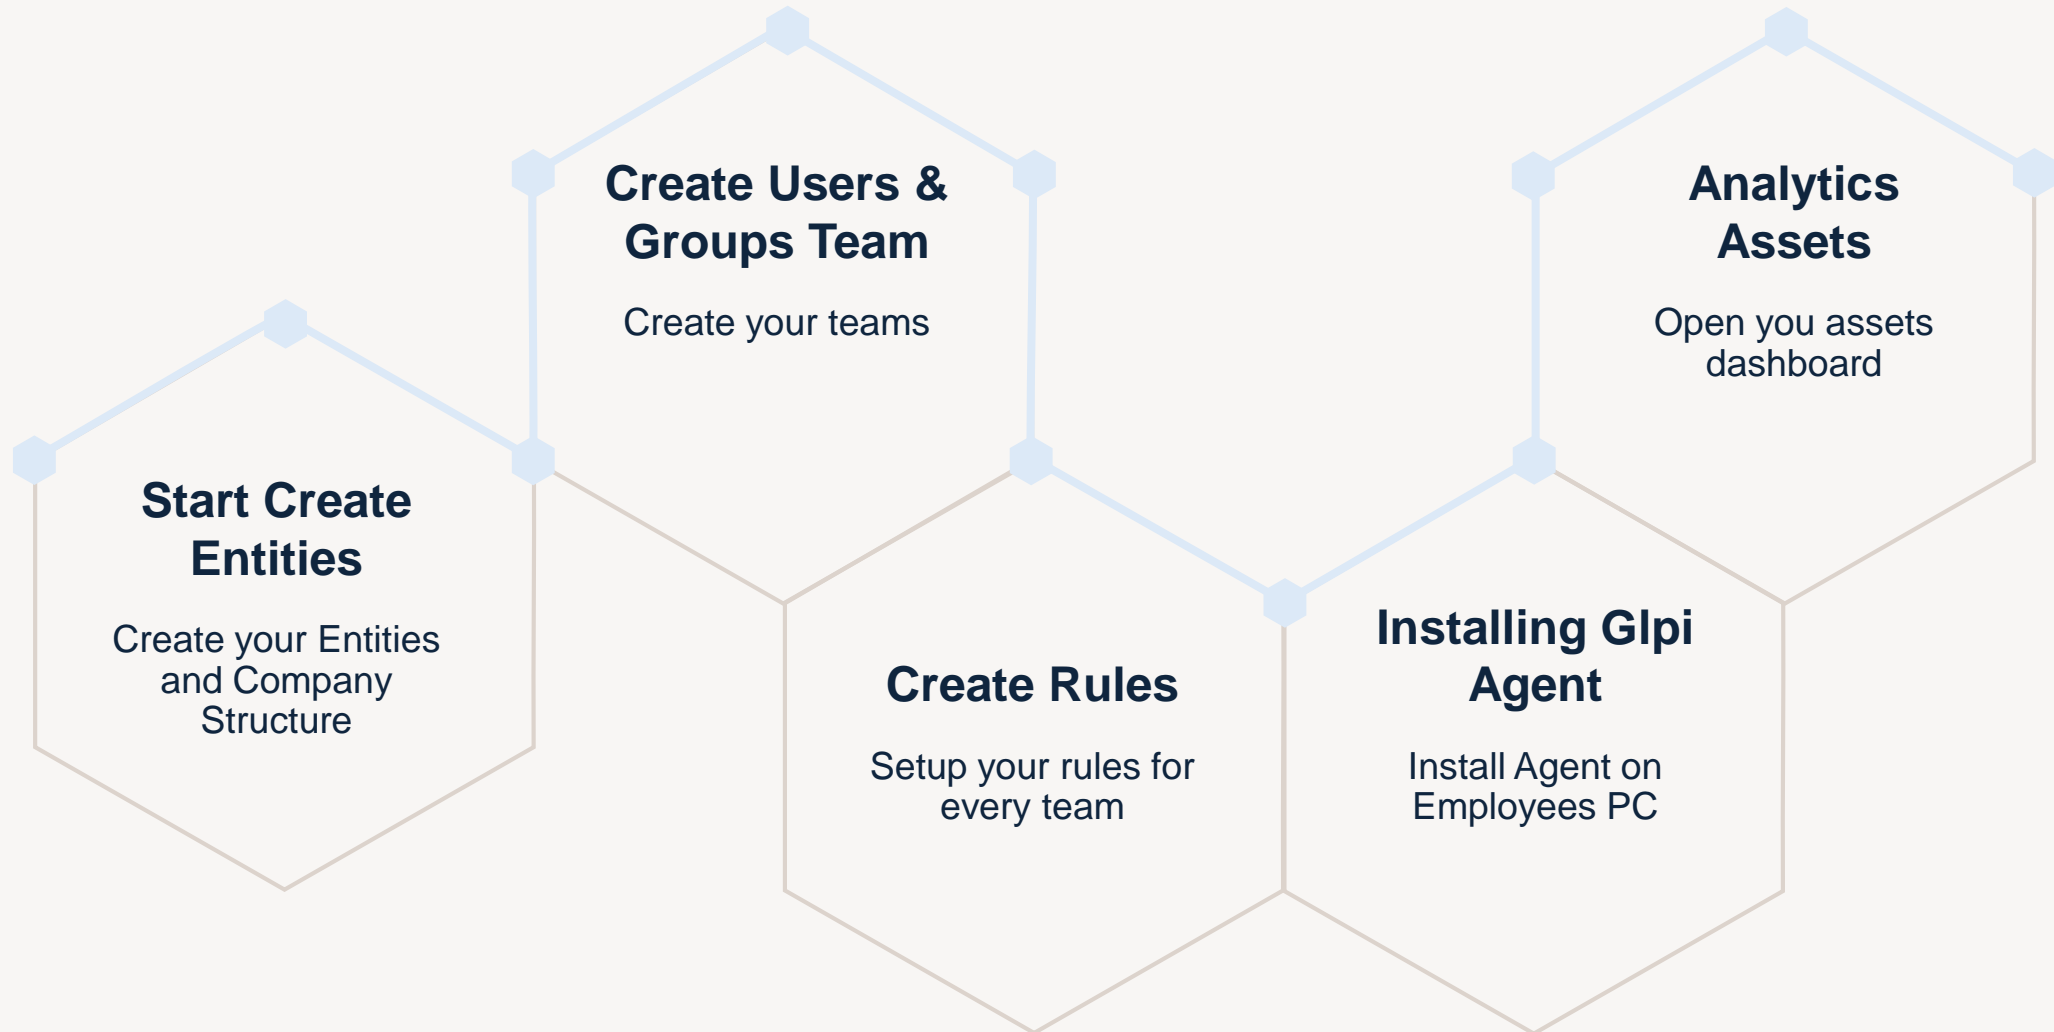 Start Create
Entities
Create your Entities
and Company
Structure
Create Users &
Groups Team
Create your teams
Create Rules
Setup your rules for
every team
Installing Glpi
Agent
Install Agent on
Employees PC
Analytics
Assets
Open you assets
dashboard